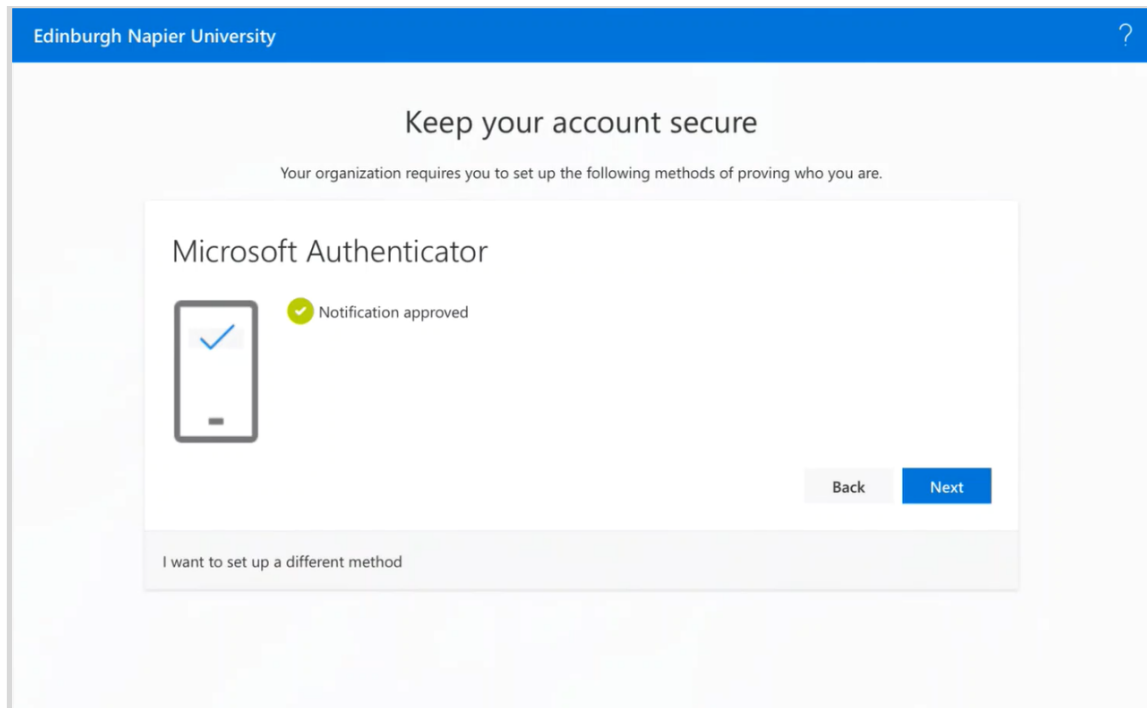 Edinburgh Napier University
?
Keep your account secure
Your organization requires you to set up the following methods of proving who you are.
Microsoft Authenticator
Notification approved
Back
Next
I want to set up a different method